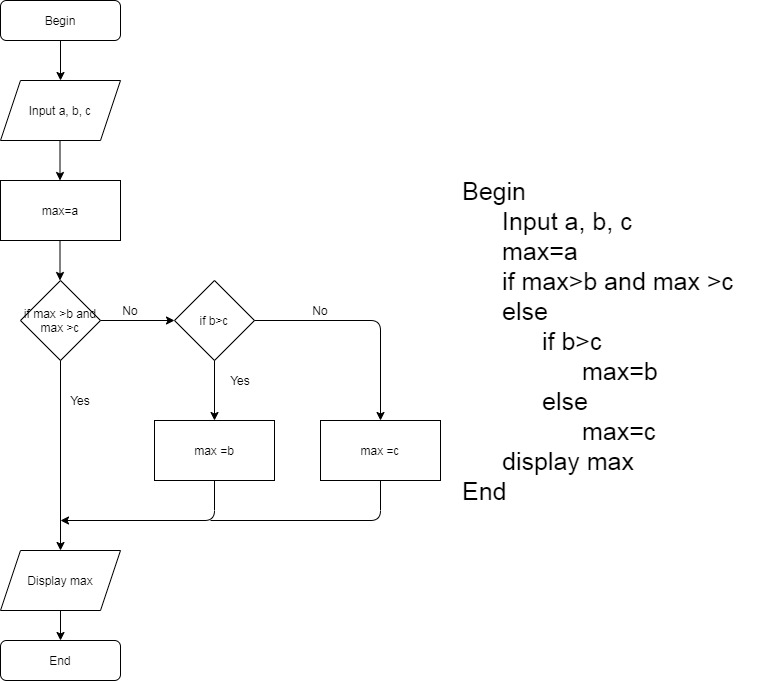 Begin
Input a, b, c
max=a
if max >b and
max >c
No
if b>c
No
Yes
Yes
max =b
max =c
Display max
End
Begin
Input a, b, c
max=a
if max>b and max >c
else
if b>c
max=b
else
max=c
display max
End